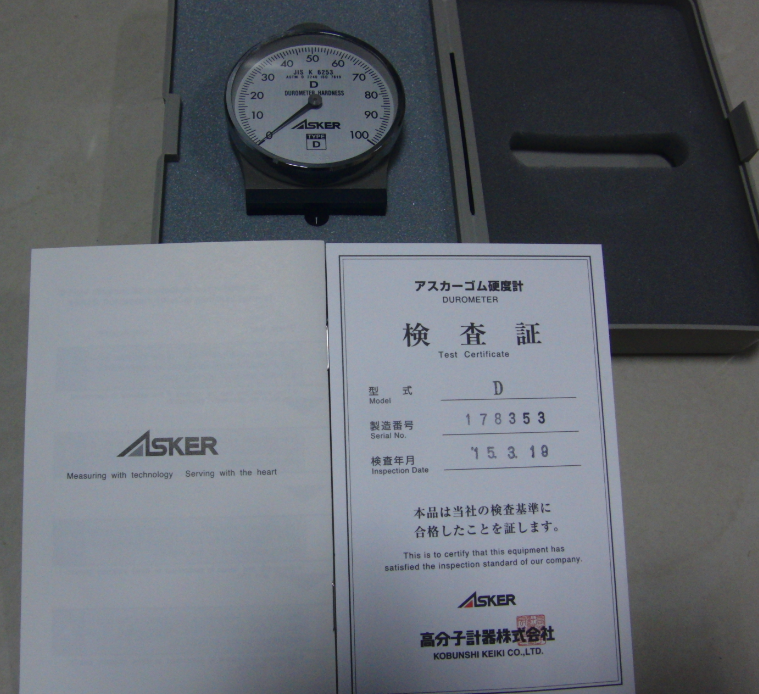 50
40 60
30 70
20 80
10 90
0 100
JIS K 6253
D
DUROMETER HARDNESS
ASKER
TYPE
D
ASKER
Measuring with technology Serving with the heart
アスカーゴム硬度計
DUROMETER
検査証
Test Certificate
型式 D
Model
製造番号 178353
Serial No.
検査年月 '15. 3. 19
Inspection Date
本品は当社の検査基準に
合格したことを証します。
This is to certify that this equipment has
satisfied the inspection standard of our company.
ASKER
高分子計器株式会社
KOBUNSHI KEIKI CO.,LTD.